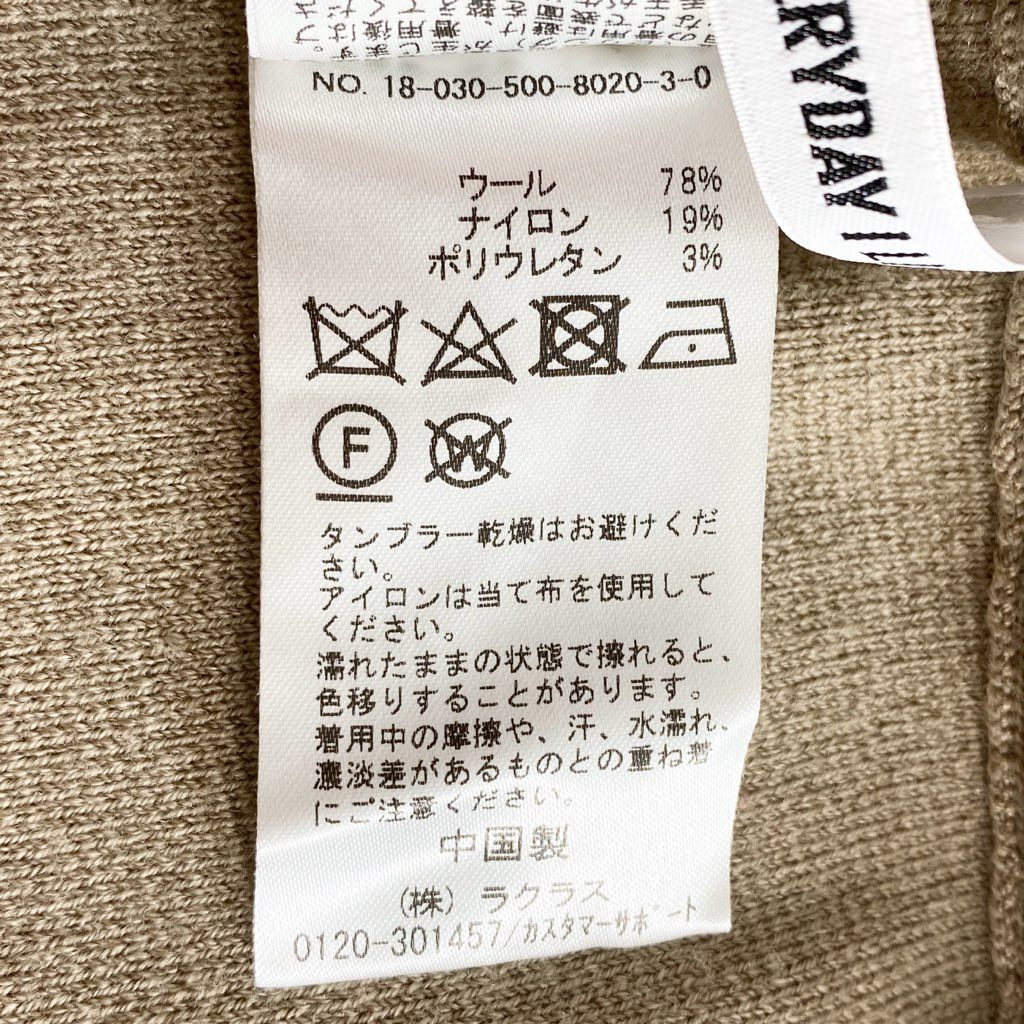 NO. 18-030-500-8020-3-0
ウール 78%
ナイロン 19%
ポリウレタン 3%
F
W
タンブラー乾燥はお避けくだ
さい。
アイロンは当て布を使用して
ください。
濡れたままの状態で擦れると、
色移りすることがあります。
着用中の摩擦や、汗、水濡れ、
濃淡差があるものとの重ね着
にご注意ください。
中国製
(株) ラクラス
0120-301457/カスタマーサポート
RYDAY I